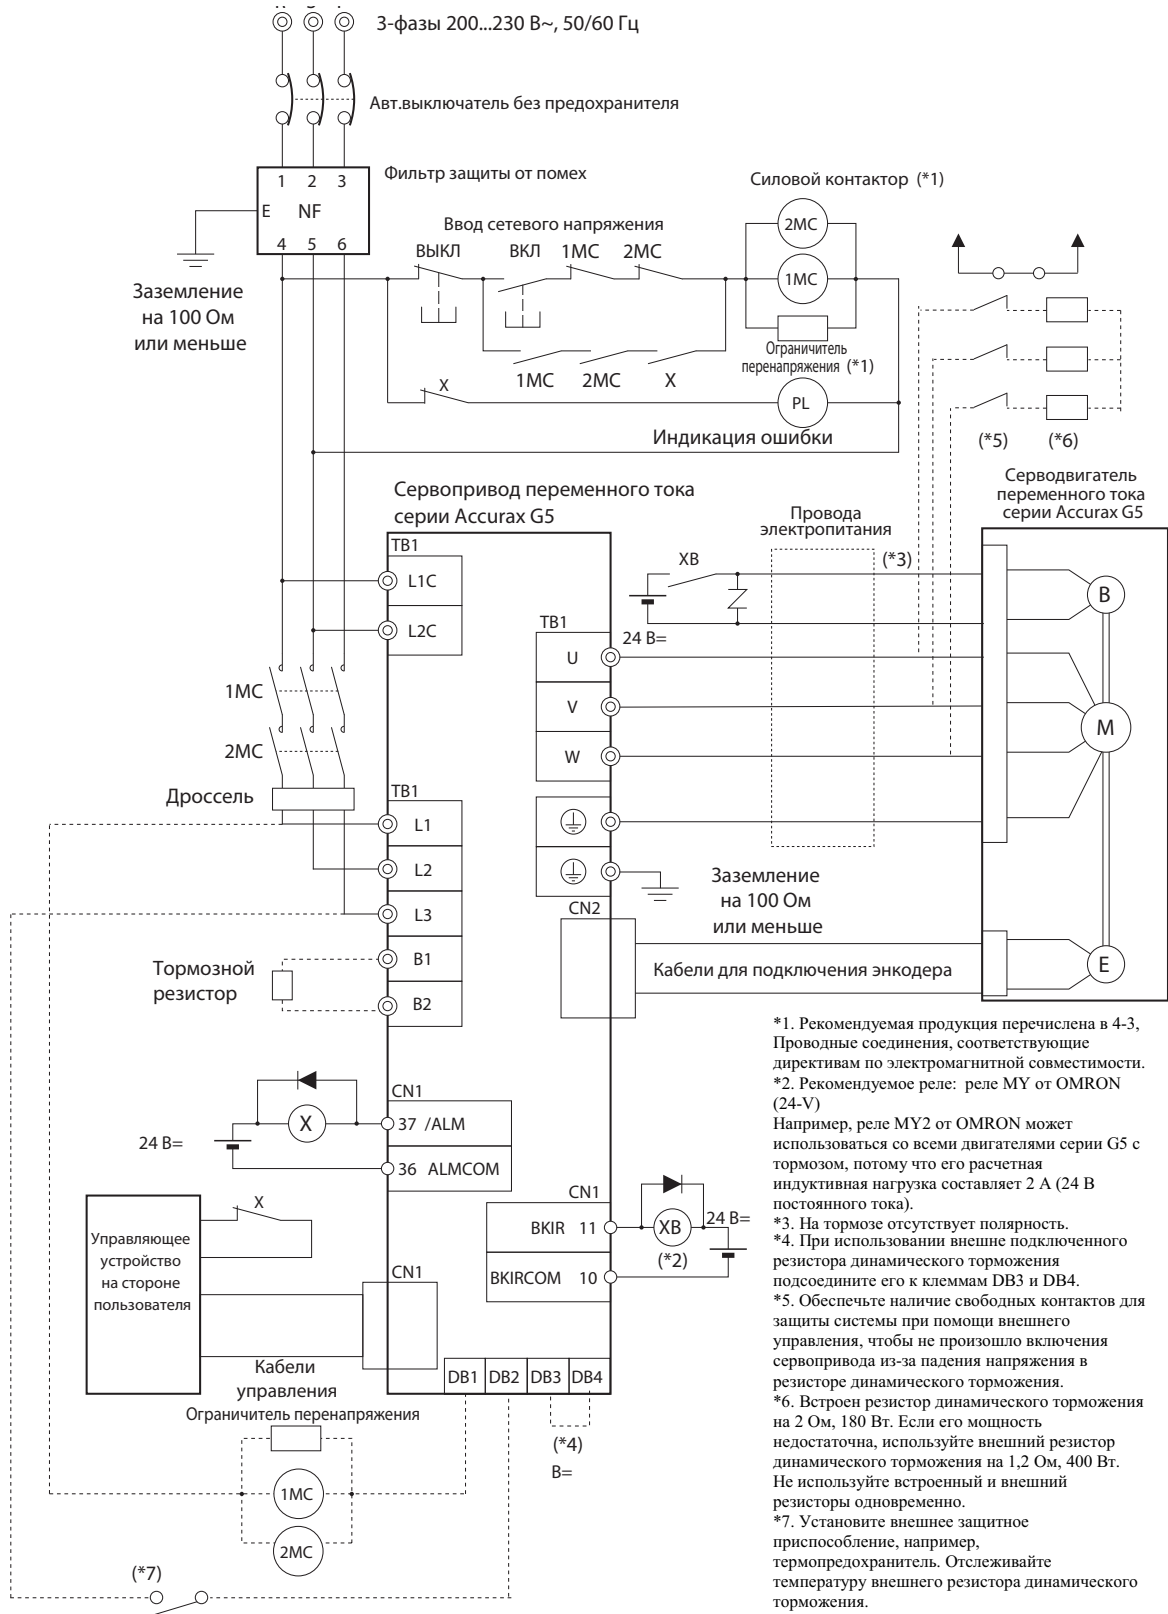 3-фазы 200...230 В~, 50/60 Гц
Авт.выключатель без предохранителя
Фильтр защиты от помех
1 2 3
E NF
4 5 6
Заземление
на 100 Ом
или меньше
Ввод сетевого напряжения
ВЫКЛ ВКЛ 1MC 2MC
Силовой контактор (*1)
2MC
1MC
Ограничитель
перенапряжения (*1)
1MC 2MC X
X
PL
Индикация ошибки
(*5) (*6)
Сервопривод переменного тока
серии Accurax G5
Серводвигатель
переменного тока
серии Accurax G5
Провода
электропитания
(*3)
TB1
L1C
L2C
XB
24 В=
TB1
U
V
W
B
M
E
1MC
2MC
Дроссель
TB1
L1
L2
L3
B1
B2
Тормозной
резистор
Заземление
на 100 Ом
или меньше
CN2
Кабели для подключения энкодера
CN1
X
37 /ALM
24 В=
36 ALMCOM
CN1
BKIR 11
XB
24 В=
(*2)
BKIRCOM 10
X
Управляющее
устройство
на стороне
пользователя
CN1
Кабели
управления
DB1 DB2 DB3 DB4
(*4)
В=
Ограничитель перенапряжения
1MC
2MC
(*7)
*1. Рекомендуемая продукция перечислена в 4-3,
Проводные соединения, соответствующие
директивам по электромагнитной совместимости.
*2. Рекомендуемое реле: реле MY от OMRON
(24-V)
Например, реле MY2 от OMRON может
использоваться со всеми двигателями серии G5 с
тормозом, потому что его расчетная
индуктивная нагрузка составляет 2 А (24 В
постоянного тока).
*3. На тормозе отсутствует полярность.
*4. При использовании внешне подключенного
резистора динамического торможения
подсоедините его к клеммам DB3 и DB4.
*5. Обеспечьте наличие свободных контактов для
защиты системы при помощи внешнего
управления, чтобы не произошло включения
сервопривода из-за падения напряжения в
резисторе динамического торможения.
*6. Встроен резистор динамического торможения
на 2 Ом, 180 Вт. Если его мощность
недостаточна, используйте внешний резистор
динамического торможения на 1,2 Ом, 400 Вт.
Не используйте встроенный и внешний
резисторы одновременно.
*7. Установите внешнее защитное
приспособление, например,
термопредохранитель. Отслеживайте
температуру внешнего резистора динамического
торможения.